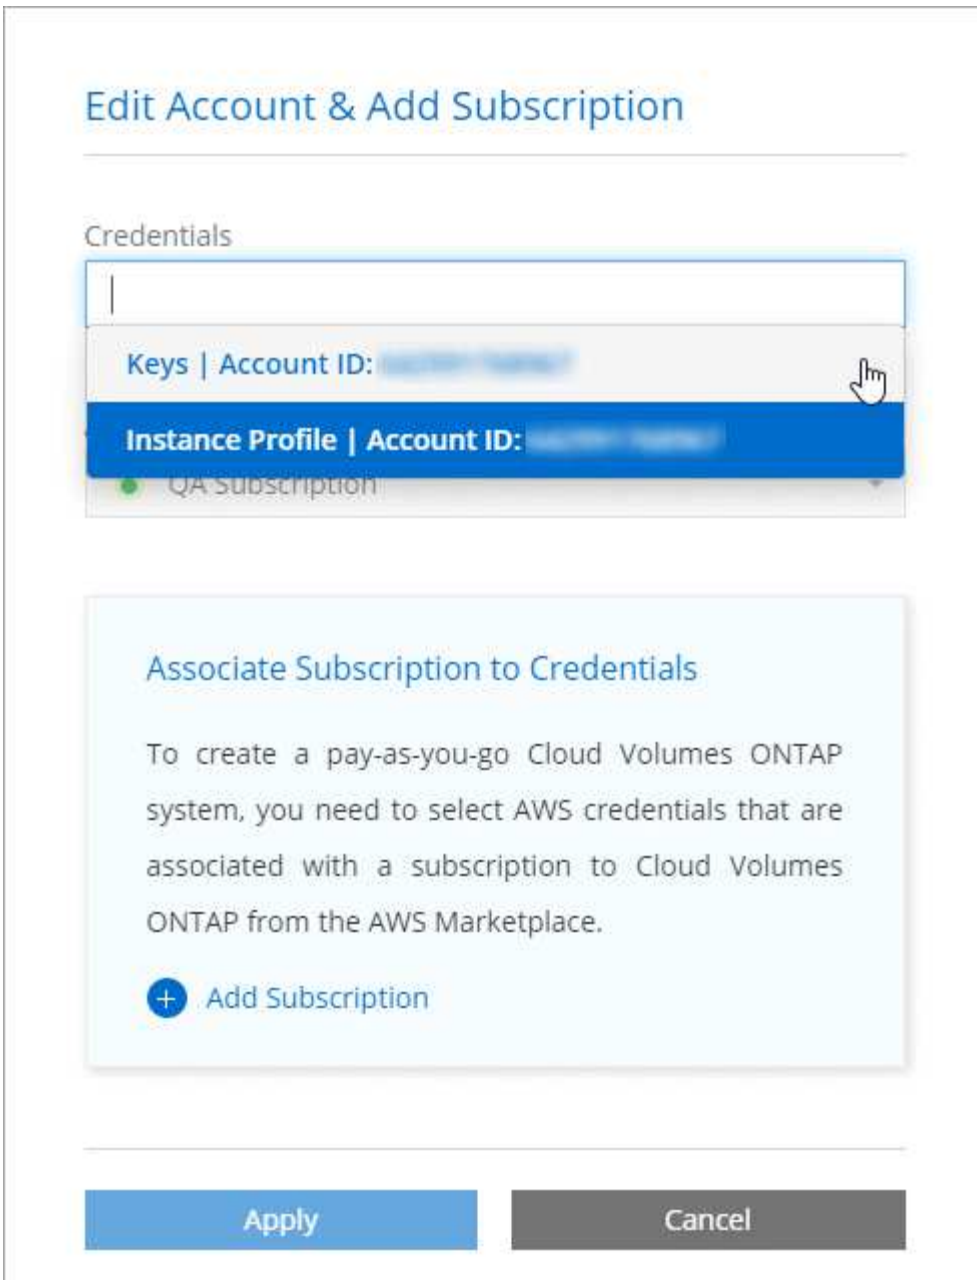 Edit Account & Add Subscription
Credentials
Keys | Account ID:
Instance Profile | Account ID:
QA Subscription
Associate Subscription to Credentials
To create a pay-as-you-go Cloud Volumes ONTAP
system, you need to select AWS credentials that are
associated with a subscription to Cloud Volumes
ONTAP from the AWS Marketplace.
Add Subscription
Apply
Cancel